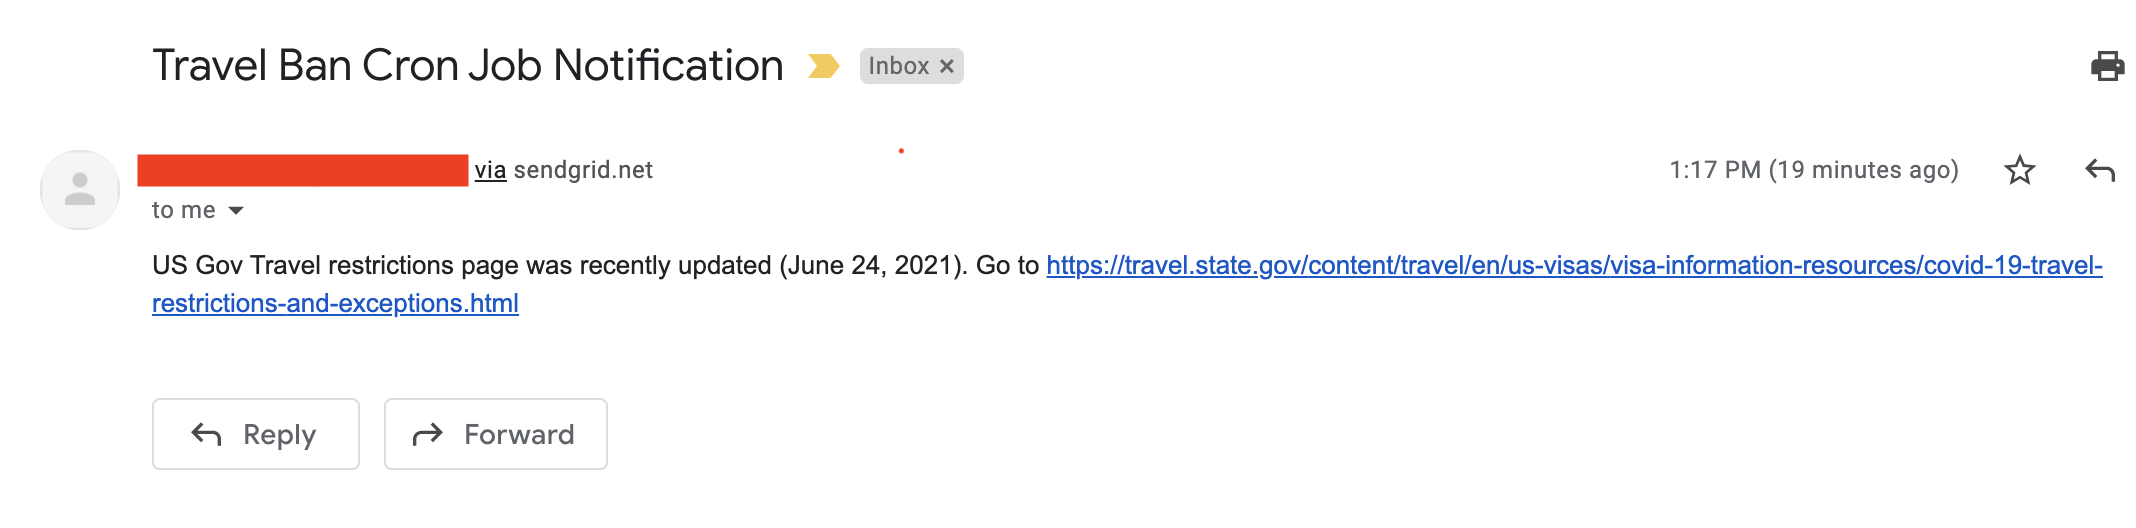 Travel Ban Cron Job Notification Inbox ×
via sendgrid.net 1:17 PM (19 minutes ago)
to me
US Gov Travel restrictions page was recently updated (June 24, 2021). Go to https://travel.state.gov/content/travel/en/us-visas/visa-information-resources/covid-19-travel-
restrictions-and-exceptions.html
Reply Forward